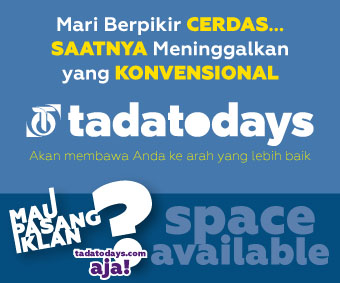 Mari Berpikir CERDAS...
SAATNYA Meninggalkan
yang KONVENSIONAL
tadatodays
Akan membawa Anda ke arah yang lebih baik
MAU
PASANG
IKLAN
?
tadatodays.com
aja!
space
available